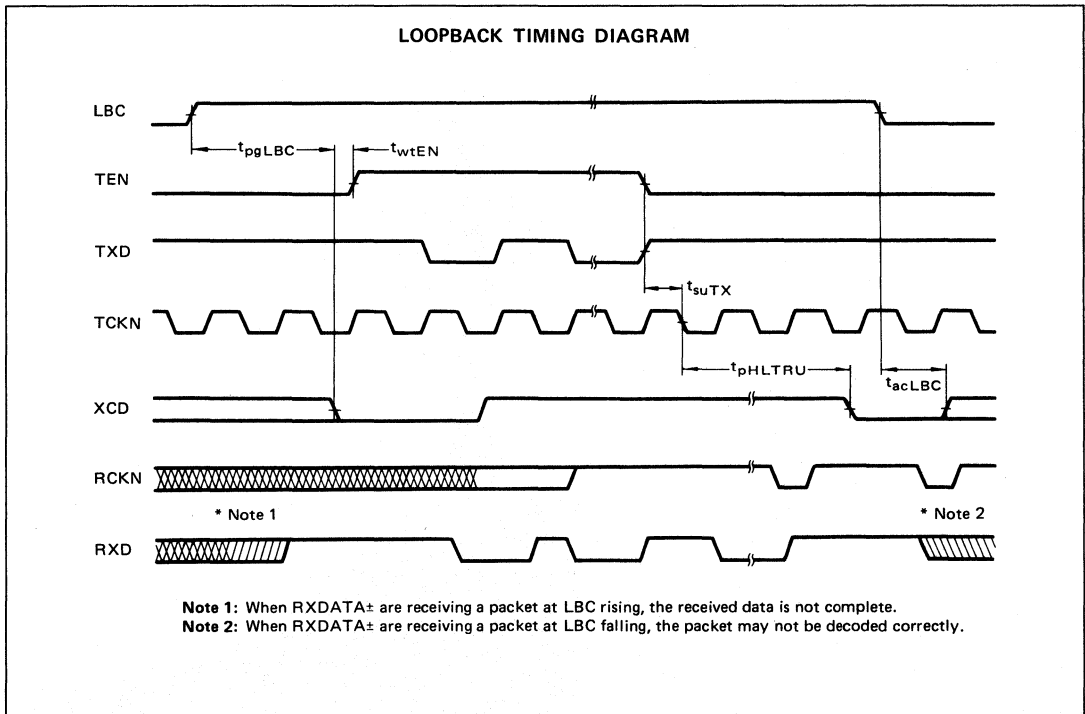 LOOPBACK TIMING DIAGRAM
LBC
tpgLBC
twtEN
TEN
TXD
tsuTX
TCKN
tpHLTRU
tacLBC
XCD
RCKN
* Note 1
* Note 2
RXD
Note 1: When RXDATA± are receiving a packet at LBC rising, the received data is not complete.
Note 2: When RXDATA± are receiving a packet at LBC falling, the packet may not be decoded correctly.